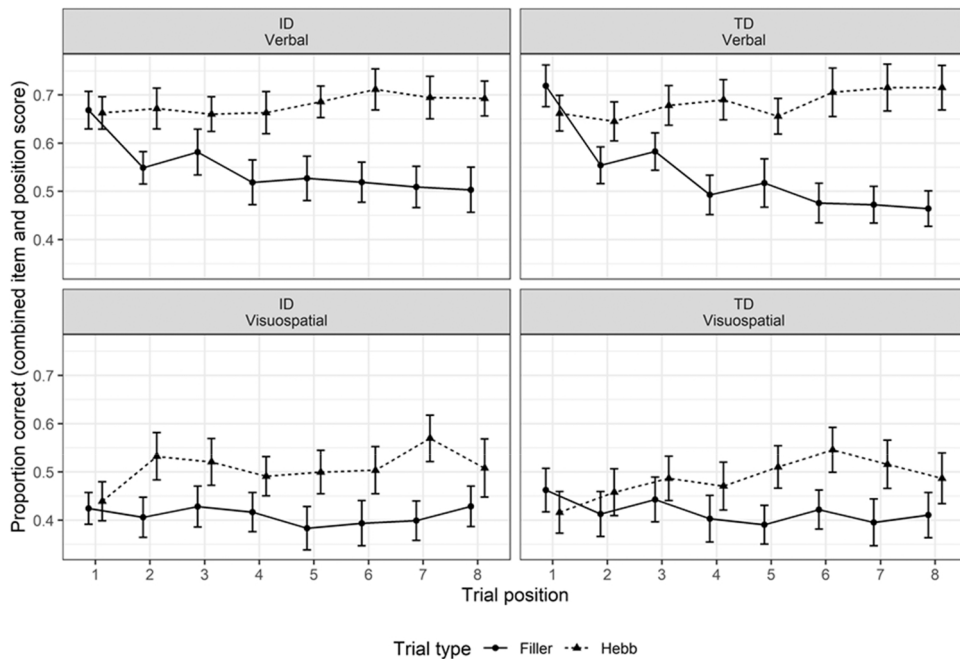 ID
Verbal
TD
Verbal
0.7
0.6
0.5
0.4
ID
Visuospatial
TD
Visuospatial
0.7
0.6
0.5
0.4
Proportion correct (combined item and position score)
1 2 3 4 5 6 7 8
1 2 3 4 5 6 7 8
Trial position
Trial type Filler Hebb